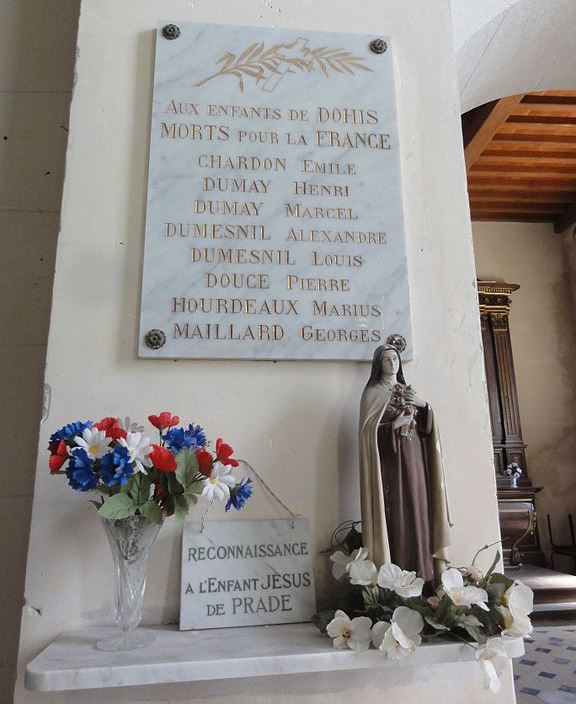 AUX ENFANTS DE DOHIS
MORTS POUR LA FRANCE
CHARDON EMILE
DUMAY HENRI
DUMAY MARCEL
DUMESNIL ALEXANDRE
DUMESNIL LOUIS
DOUCE PIERRE
HOURDEAUX MARIUS
MAILLARD GEORGES
RECONNAISSANCE
A L'ENFANT JÈSUS
DE PRADE